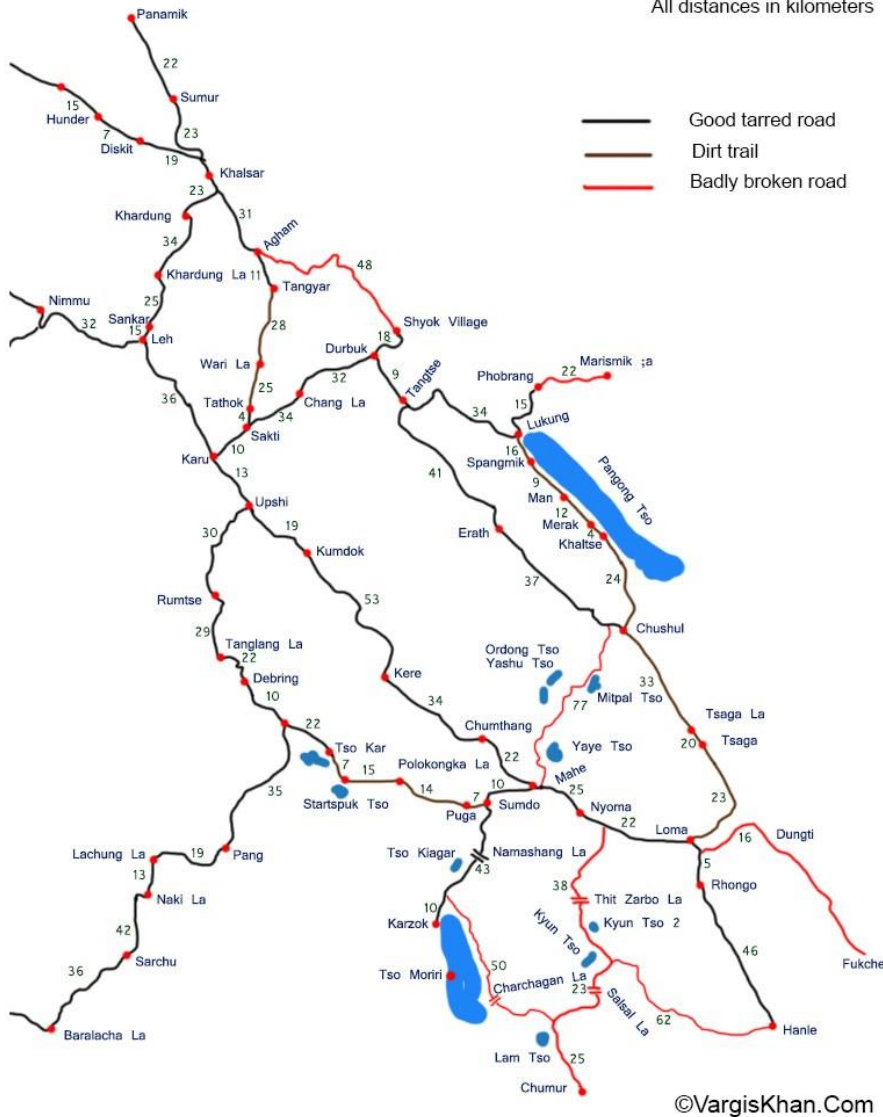 All distances in kilometers
Panamik
22
Sumur
15
Hunder
7
Diskit
23
19
Khalsar
23
Khardung
31
34
Agham
Khardung La
11
48
Tangyar
Nimmu
25
Sankar
15
Leh
32
28
Shyok Village
18
Durbuk
Wari La
32
9
Tangtse
Marismik ;a
22
Phobrang
15
36
25
Chang La
Tathok
34
4
Sakti
10
Karu
34
Lukung
16
Spangmik
Pangong Tso
9
Man
12
Merak
4
Khaltse
13
41
Upshi
30
19
Kumdok
Erath
24
37
53
Rumtse
29
Tanglang La
22
Debring
10
Chushul
Ordong Tso
Yashu Tso
Mitpal Tso
77
33
Kere
34
Chumthang
22
Tsaga La
20
Tsaga
Yaye Tso
22
Tso Kar
7
15
Polokongka La
Startspuk Tso
14
7
Puga
Sumdo
10
Mahe
25
Nyoma
22
Loma
23
35
16
Dungti
5
Rhongo
Lachung La
19
Pang
13
Naki La
Tso Kiagar
Namashang La
43
38
Thit Zarbo La
Kyun Tso 2
Kyun Tso
10
Karzok
46
Fukche
42
Sarchu
36
Baralacha La
Tso Moriri
50
Charchagan La
23
Salsal La
62
Hanle
Lam Tso
25
Chumur
Good tarred road
Dirt trail
Badly broken road
©VargisKhan.Com